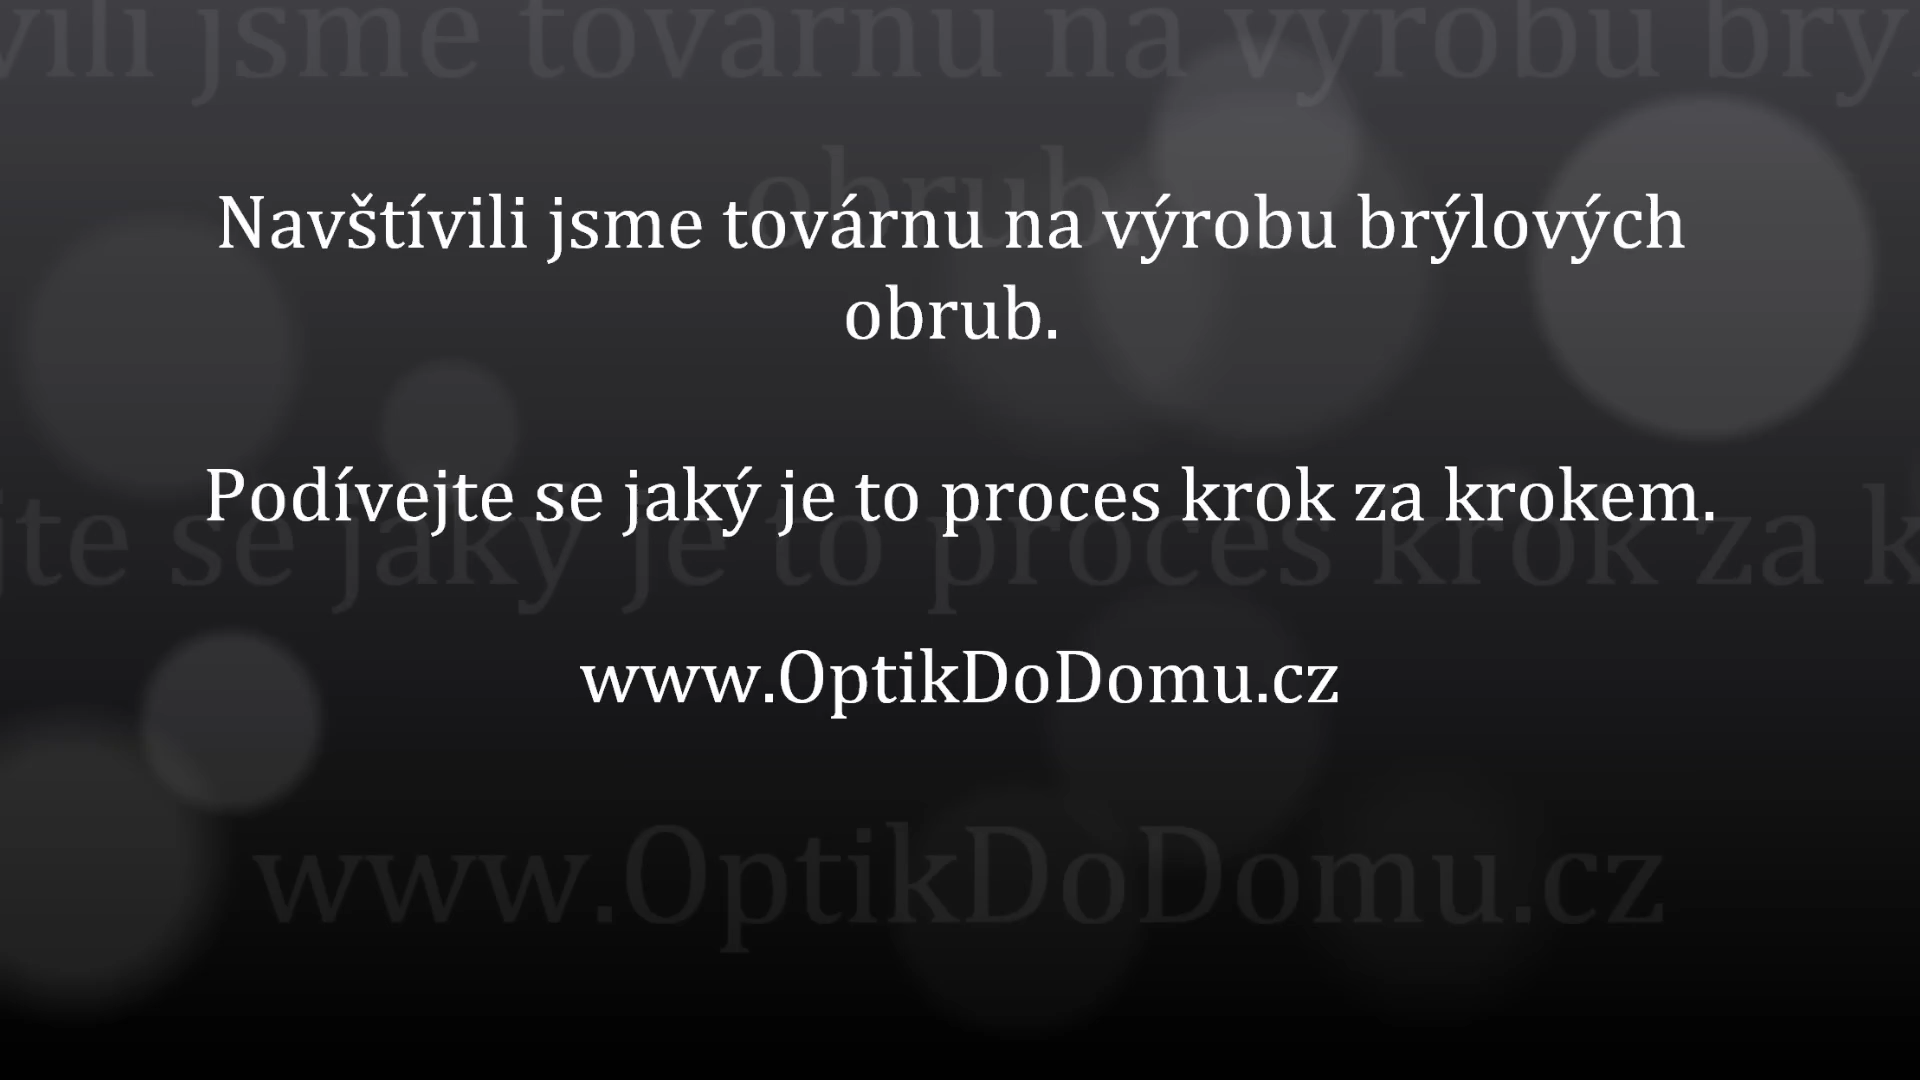 Navštívili jsme továrnu na výrobu brýlových
obrub.
Podívejte se jaký je to proces krok za krokem.
www.OptikDoDomu.cz